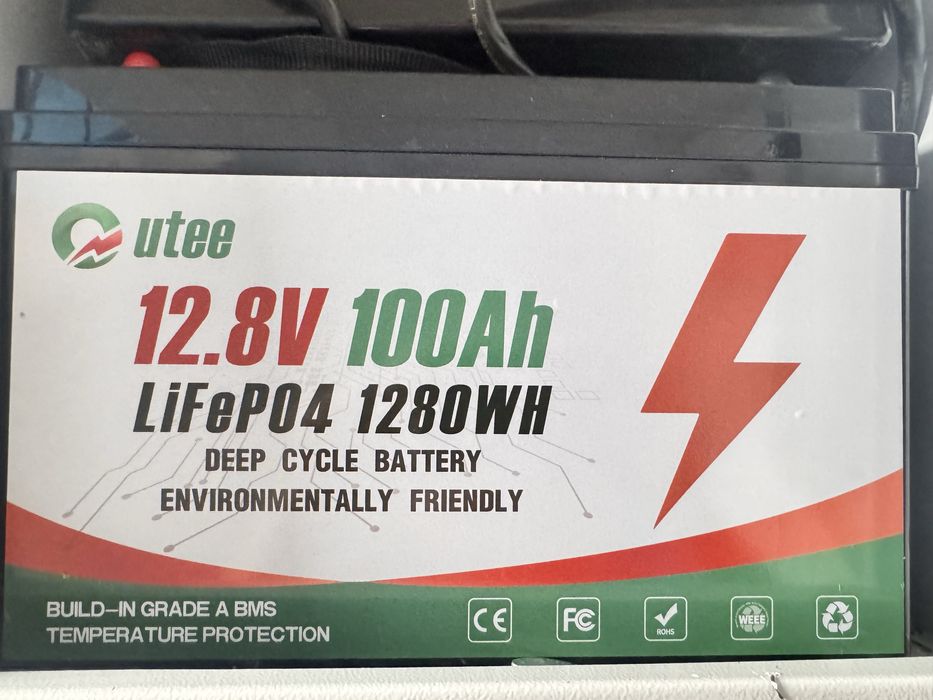 Outee
12.8V 100Ah
LiFePO4 1280WH
DEEP CYCLE BATTERY
ENVIRONMENTALLY FRIENDLY
BUILD-IN GRADE A BMS
TEMPERATURE PROTECTION
CE FC ROHS WEEE